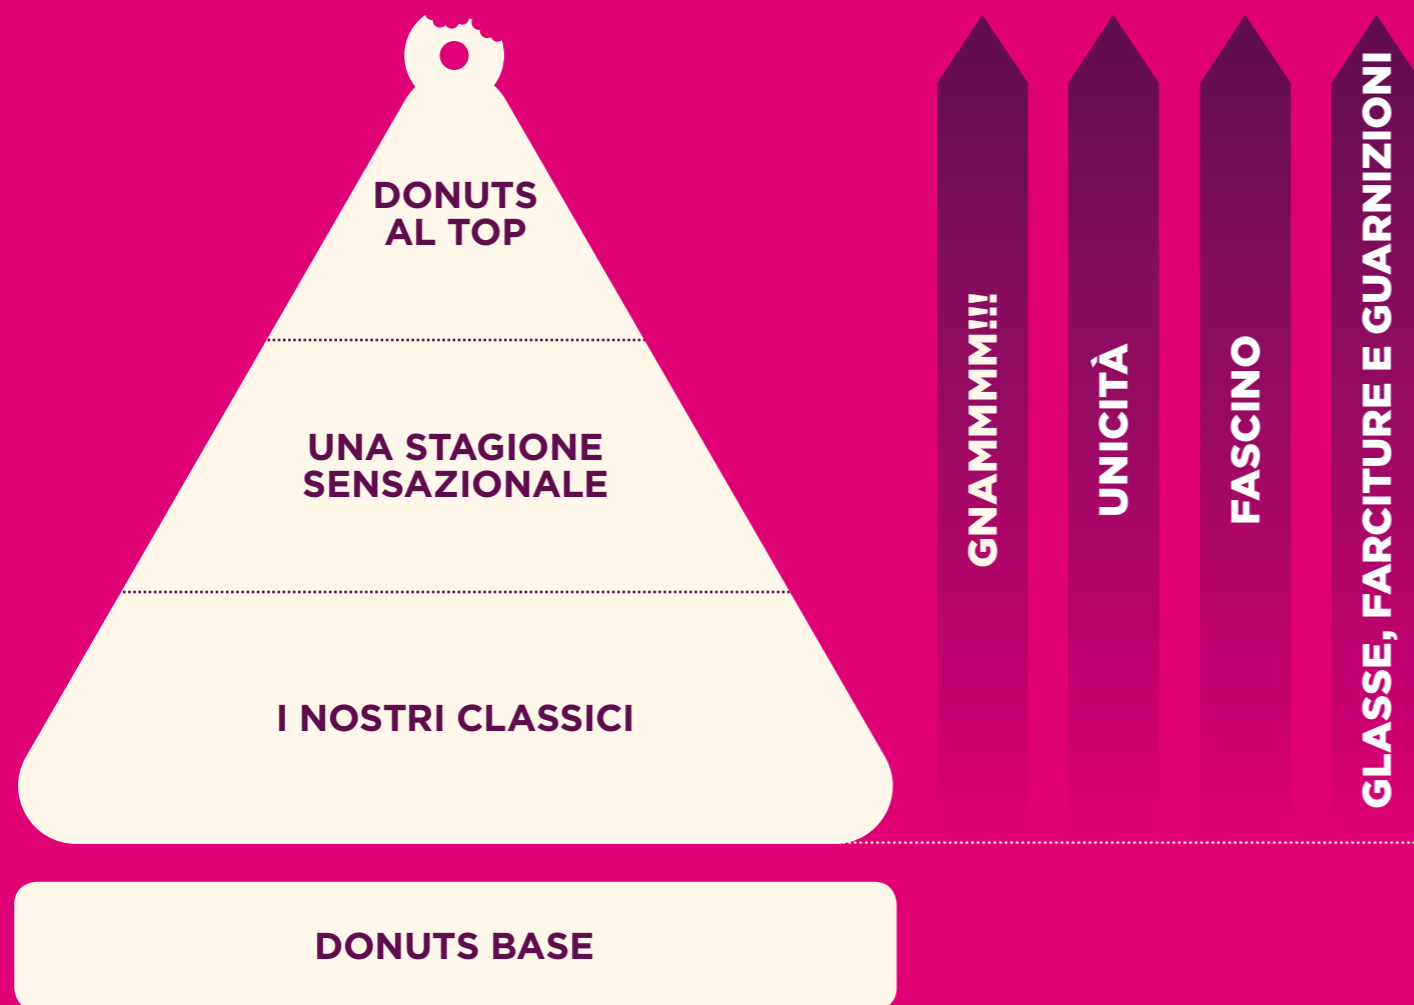 DONUTS
AL TOP
UNA STAGIONE
SENSAZIONALE
I NOSTRI CLASSICI
DONUTS BASE
GNAMMMM!!!
UNICITÀ
FASCINO
GLASSE, FARCITURE E GUARNIZIONI